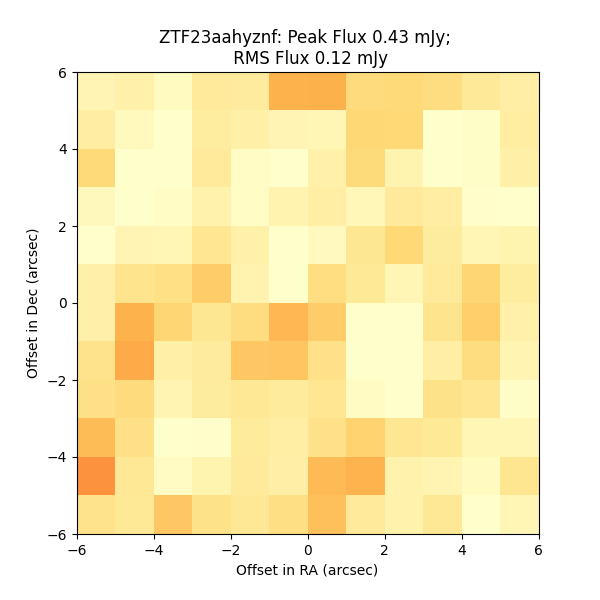 ZTF23aahyznf: Peak Flux 0.43 mJy;
RMS Flux 0.12 mJy
6
4
2
0
−2
−4
−6
Offset in Dec (arcsec)
−6 −4 −2 0 2 4 6
Offset in RA (arcsec)